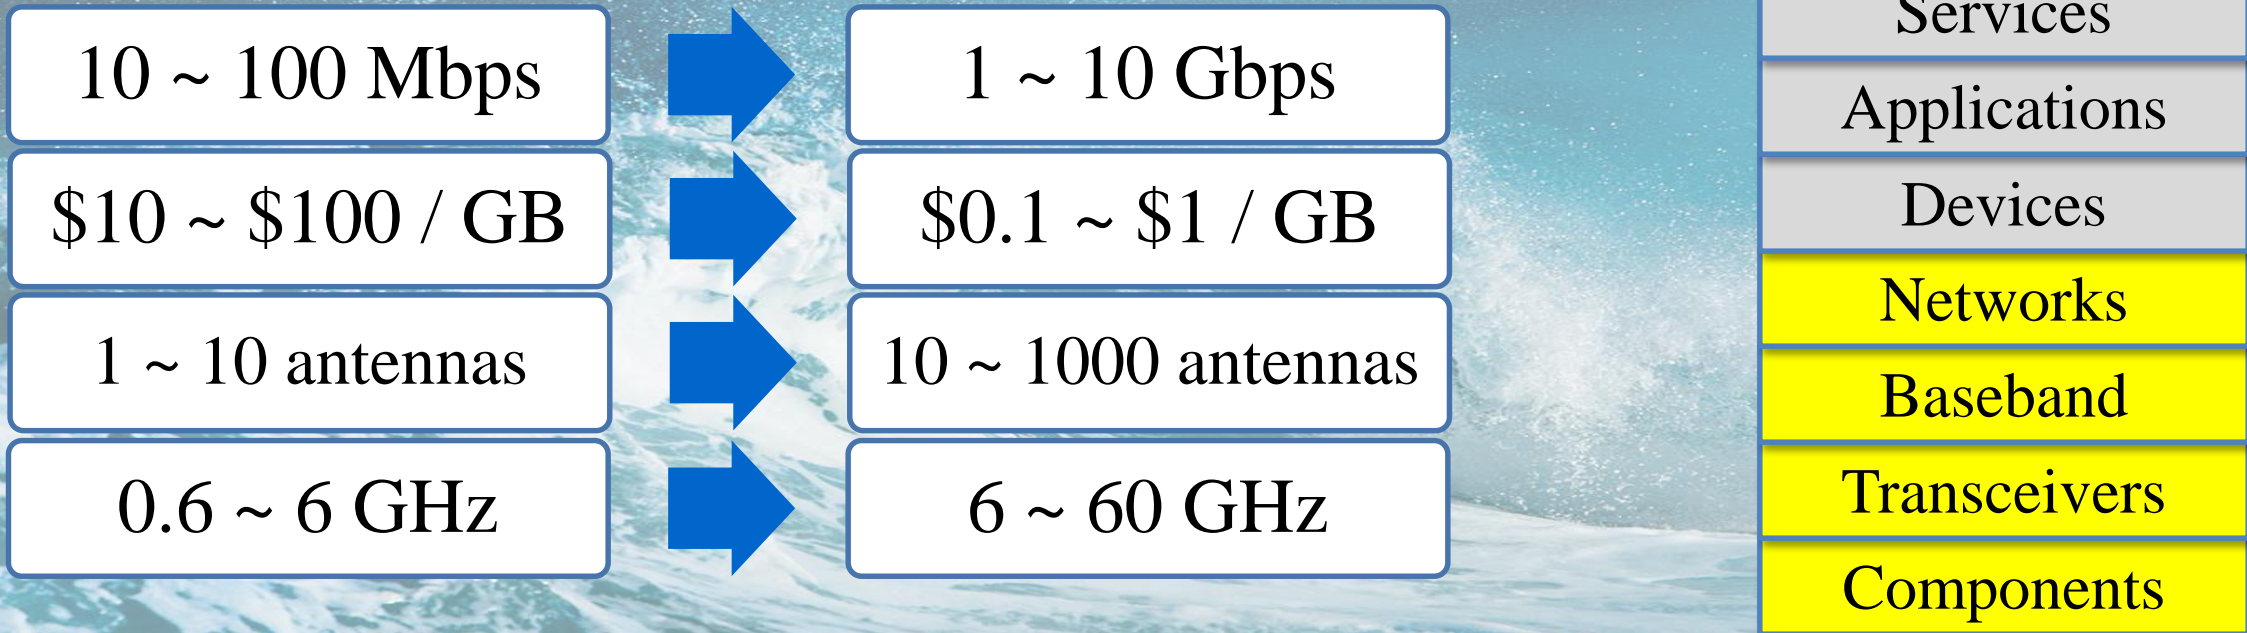 10 ~ 100 Mbps
1 ~ 10 Gbps
$10 ~ $100 / GB
$0.1 ~ $1 / GB
1 ~ 10 antennas
10 ~ 1000 antennas
0.6 ~ 6 GHz
6 ~ 60 GHz
Services
Applications
Devices
Networks
Baseband
Transceivers
Components